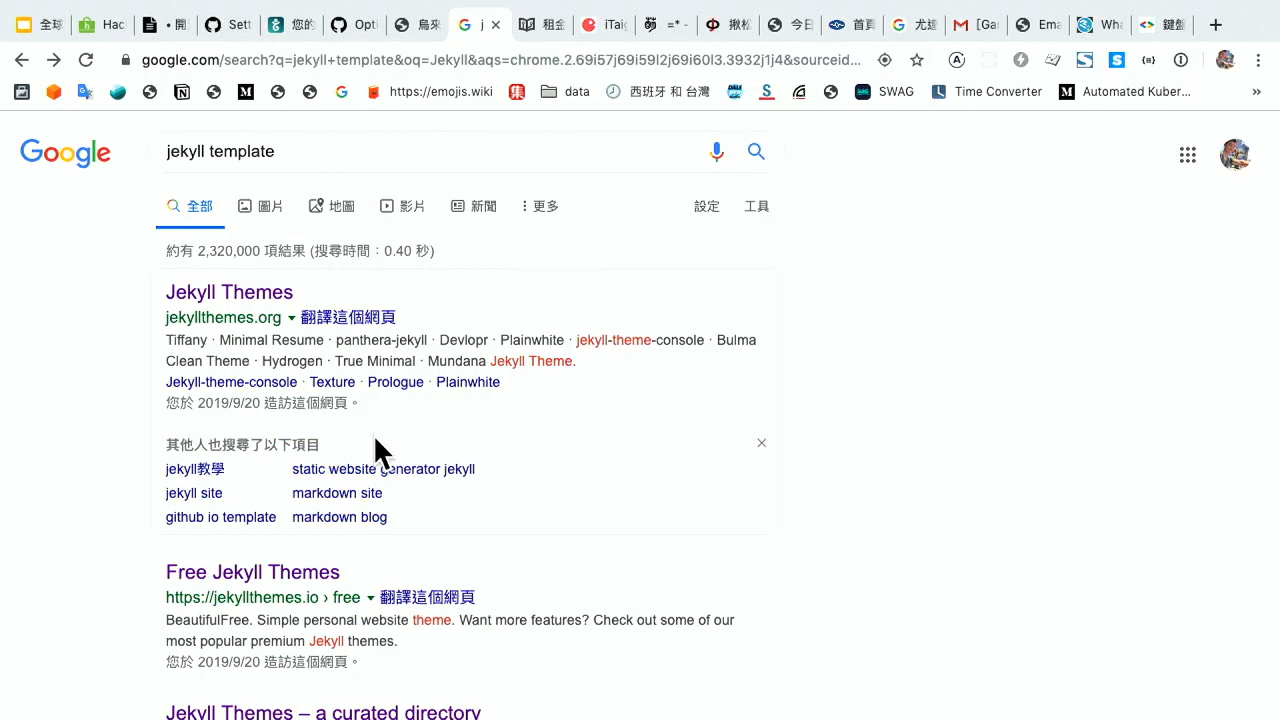 全球
Hac
• 開
Sett
您的
Opti
烏來
j
租金
iTaig
=* -
揪松
今日
首頁
尤達
[Gar
Ema
Wha
鍵盤
google.com/search?q=jekyll+template&oq=Jekyll&aqs=chrome.2.69i57j69i59l2j69i60l3.3932j1j4&sourceid...
https://emojis.wiki
data
西班牙 和 台灣
SWAG
Time Converter
Automated Kuber...
»
Google
jekyll template
全部
圖片
地圖
影片
新聞
更多
設定
工具
約有 2,320,000 項結果 (搜尋時間：0.40 秒)
Jekyll Themes
jekyllthemes.org 翻譯這個網頁
Tiffany · Minimal Resume · panthera-jekyll · Devlopr · Plainwhite · jekyll-theme-console · Bulma
Clean Theme · Hydrogen · True Minimal · Mundana Jekyll Theme.
Jekyll-theme-console · Texture · Prologue · Plainwhite
您於 2019/9/20 造訪這個網頁。
其他人也搜尋了以下項目
jekyll教學 static website generator jekyll
jekyll site markdown site
github io template markdown blog
Free Jekyll Themes
https://jekyllthemes.io › free 翻譯這個網頁
BeautifulFree. Simple personal website theme. Want more features? Check out some of our
most popular premium Jekyll themes.
您於 2019/9/20 造訪這個網頁。
Jekyll Themes – a curated directory